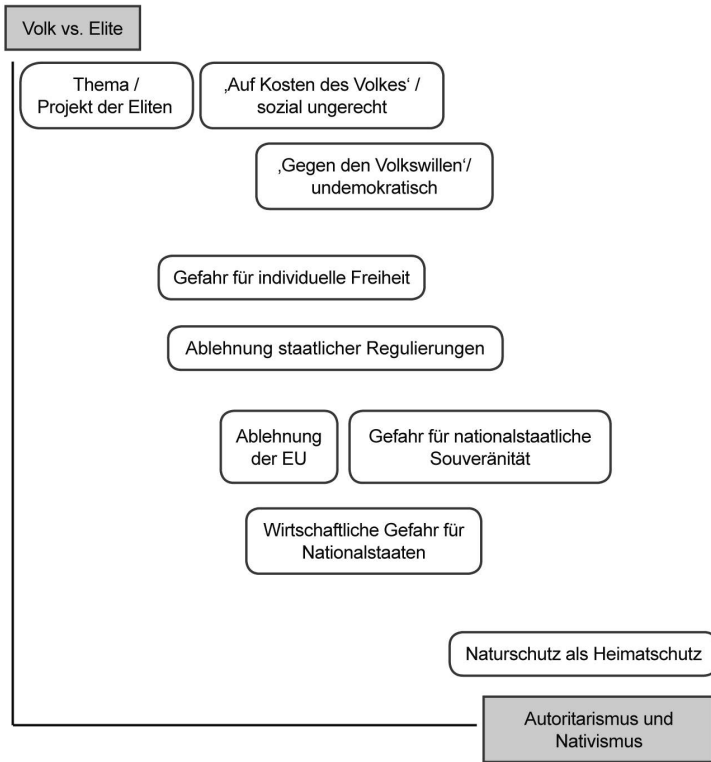 Volk vs. Elite
Thema /
Projekt der Eliten
‚Auf Kosten des Volkes‘ /
sozial ungerecht
‚Gegen den Volkswillen‘/
undemokratisch
Gefahr für individuelle Freiheit
Ablehnung staatlicher Regulierungen
Ablehnung
der EU
Gefahr für nationalstaatliche
Souveränität
Wirtschaftliche Gefahr für
Nationalstaaten
Naturschutz als Heimatschutz
Autoritarismus und
Nativismus